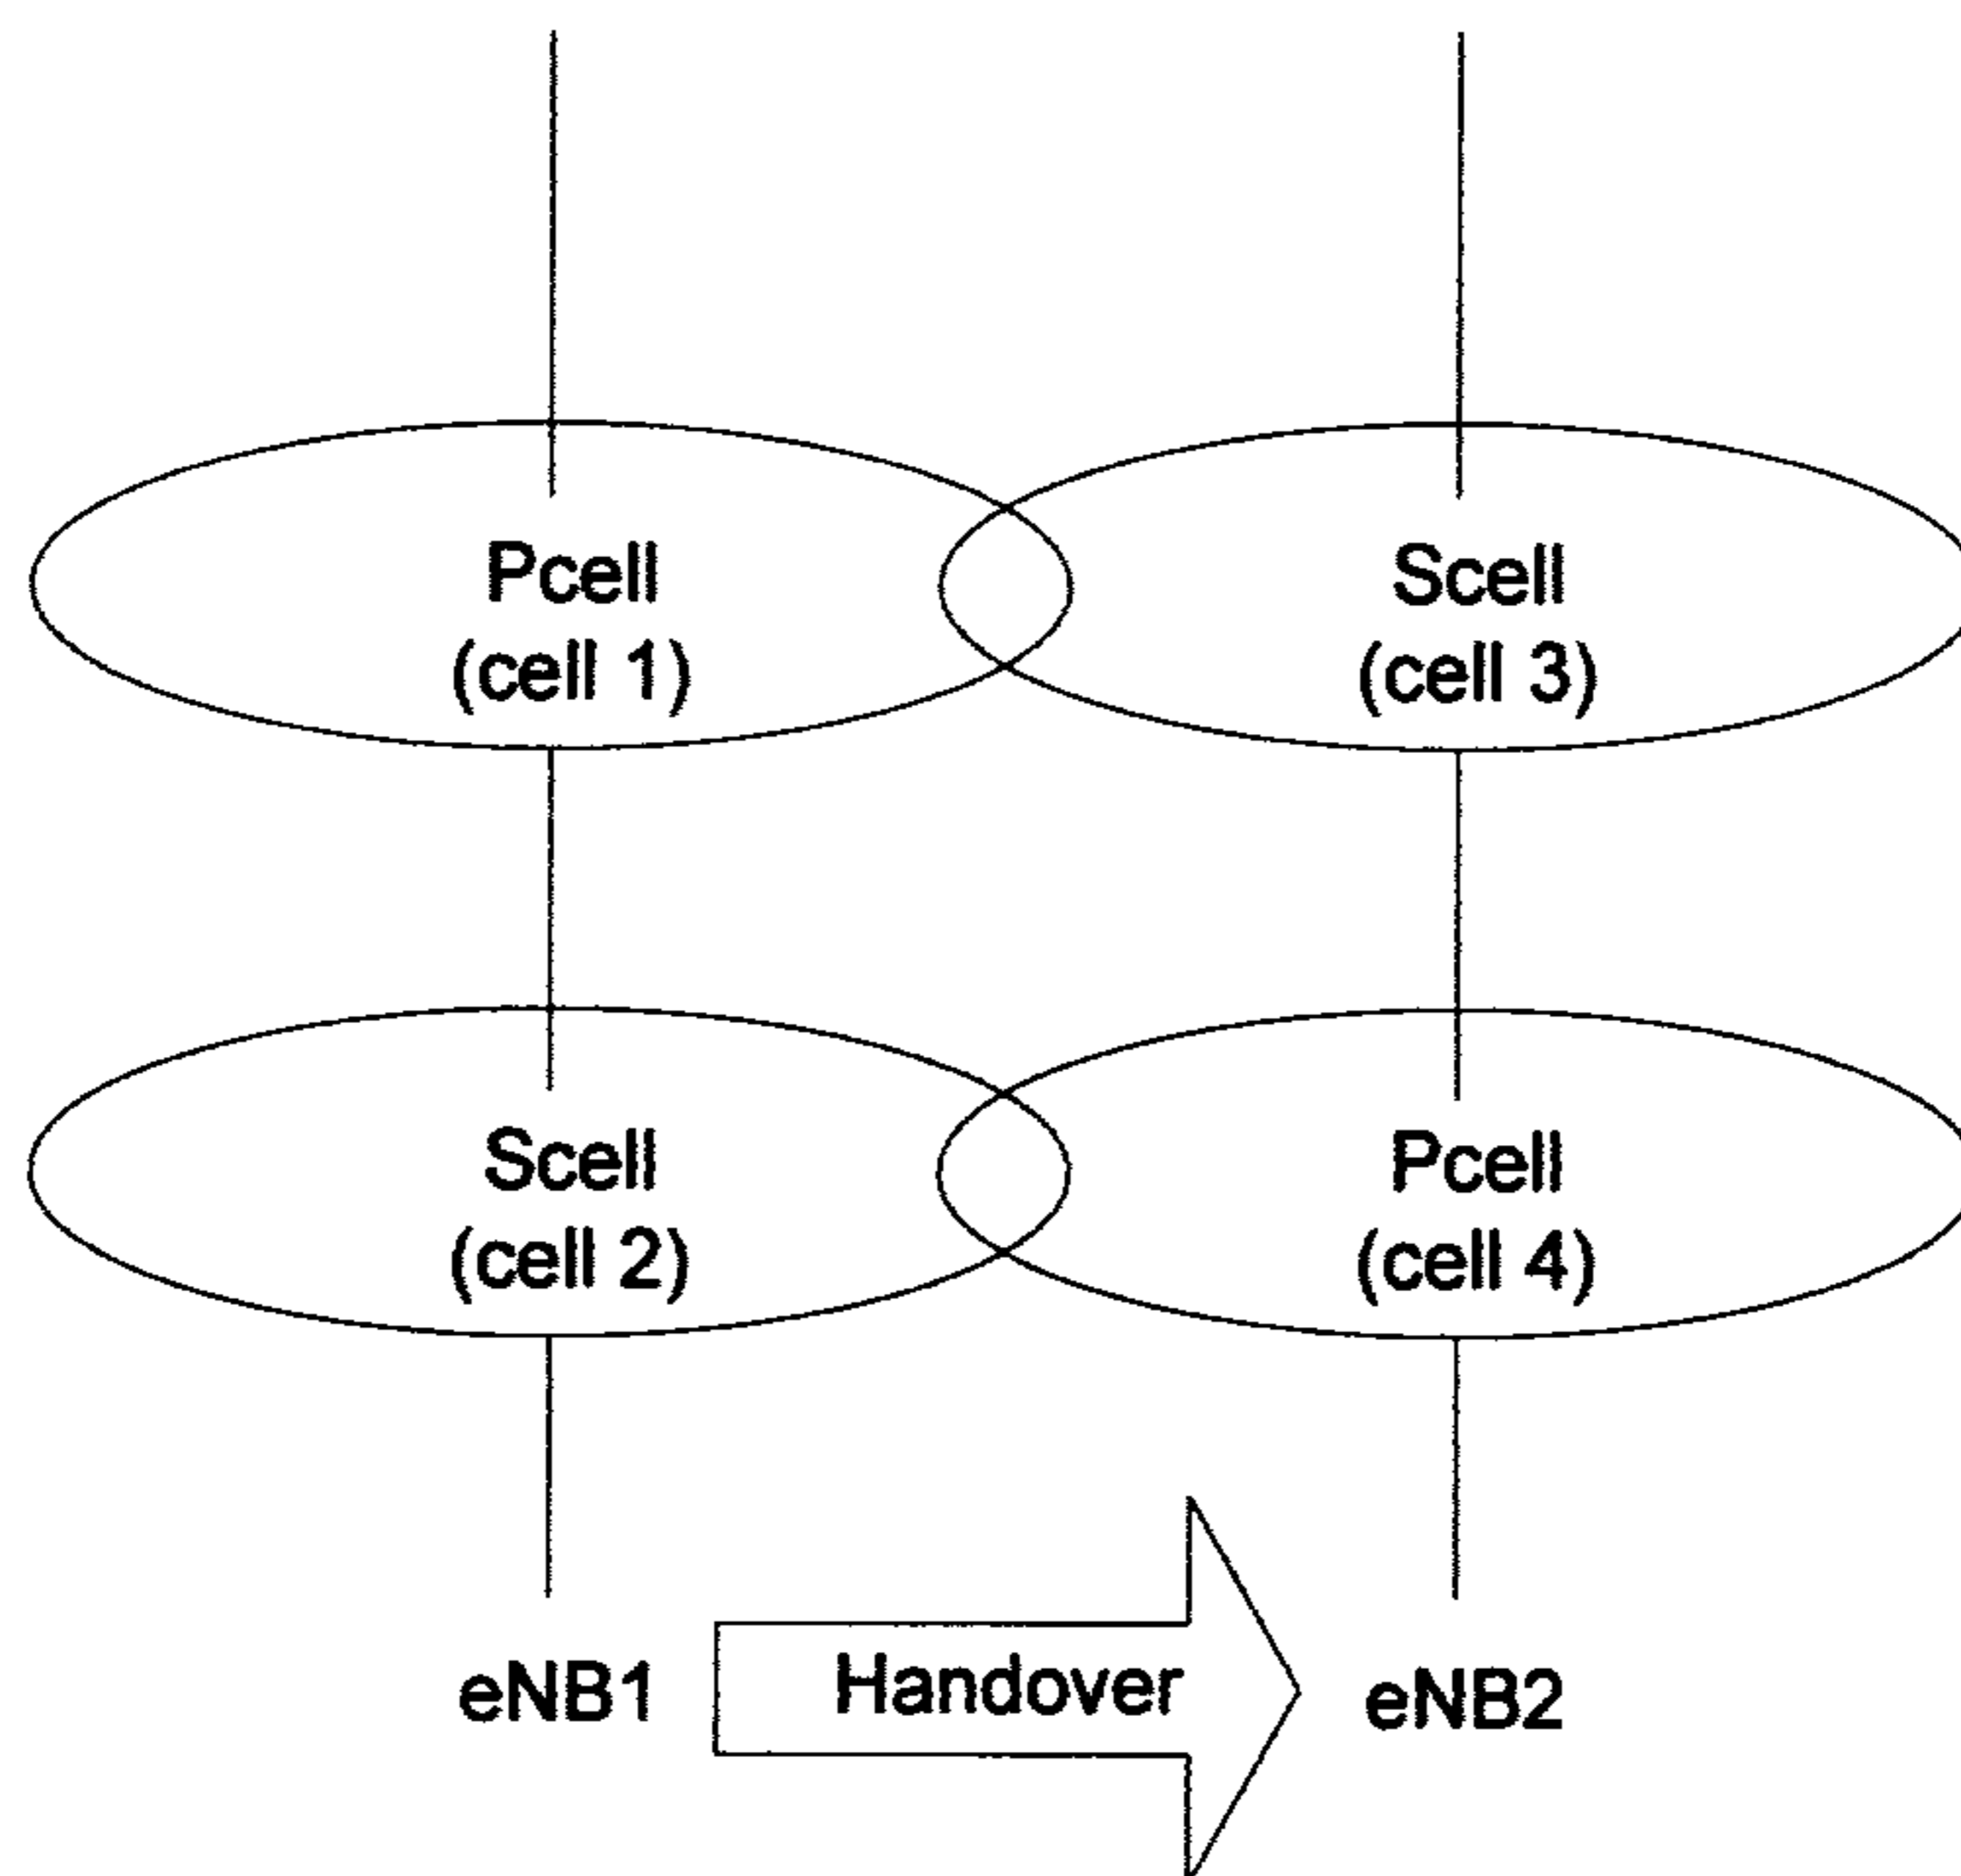 Pcell
(cell 1)
Scell
(cell 3)
Scell
(cell 2)
Pcell
(cell 4)
eNB1
Handover
eNB2